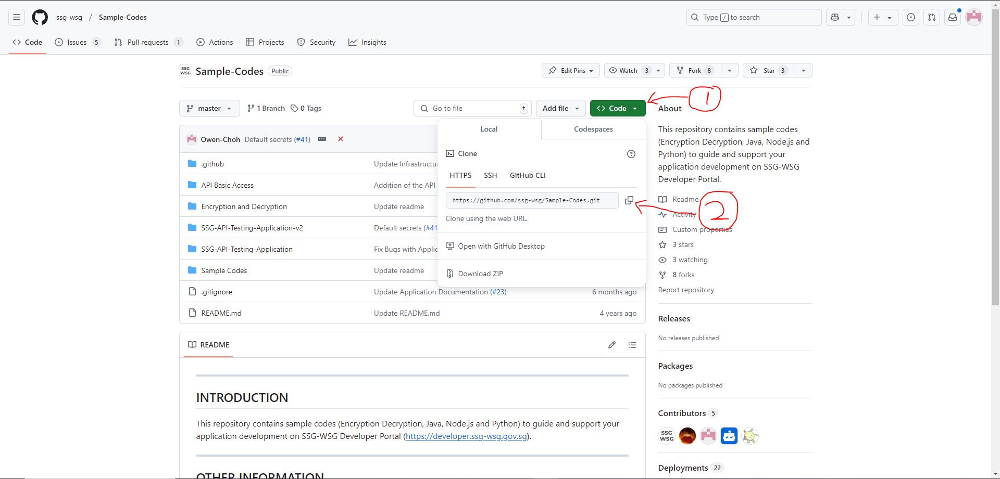 ssg-wsg / Sample-Codes
Type / to search
Code
Issues 5
Pull requests 1
Actions
Projects
Security
Insights
SSG WSG
Sample-Codes Public
Edit Pins
Watch 3
Fork 8
Star 3
master
1 Branch
0 Tags
Go to file t
Add file
Code
1
Owen-Choh Default secrets (#41)
.github Update Infrastructu
API Basic Access Addition of the API
Encryption and Decryption Update readme
SSG-API-Testing-Application-v2 Default secrets (#41
SSG-API-Testing-Application Fix Bugs with Applic
Sample Codes Update readme
.gitignore Update Application Documentation (#23) 6 months ago
README.md Update README.md 4 years ago
Local
Codespaces
Clone
HTTPS SSH GitHub CLI
https://github.com/ssg-wsg/Sample-Codes.git
2
Clone using the web URL.
Open with GitHub Desktop
Download ZIP
About
This repository contains sample codes
(Encryption Decryption, Java, Node.js and
Python) to guide and support your
application development on SSG-WSG
Developer Portal.
Readme
Activity
Custom properties
3 stars
3 watching
8 forks
Report repository
Releases
No releases published
Packages
No packages published
Contributors 5
SSG
WSG
Deployments 22
README
INTRODUCTION
This repository contains sample codes (Encryption Decryption, Java, Node.js and Python) to guide and support your
application development on SSG-WSG Developer Portal (https://developer.ssg-wsg.gov.sg).
OTHER INFORMATION